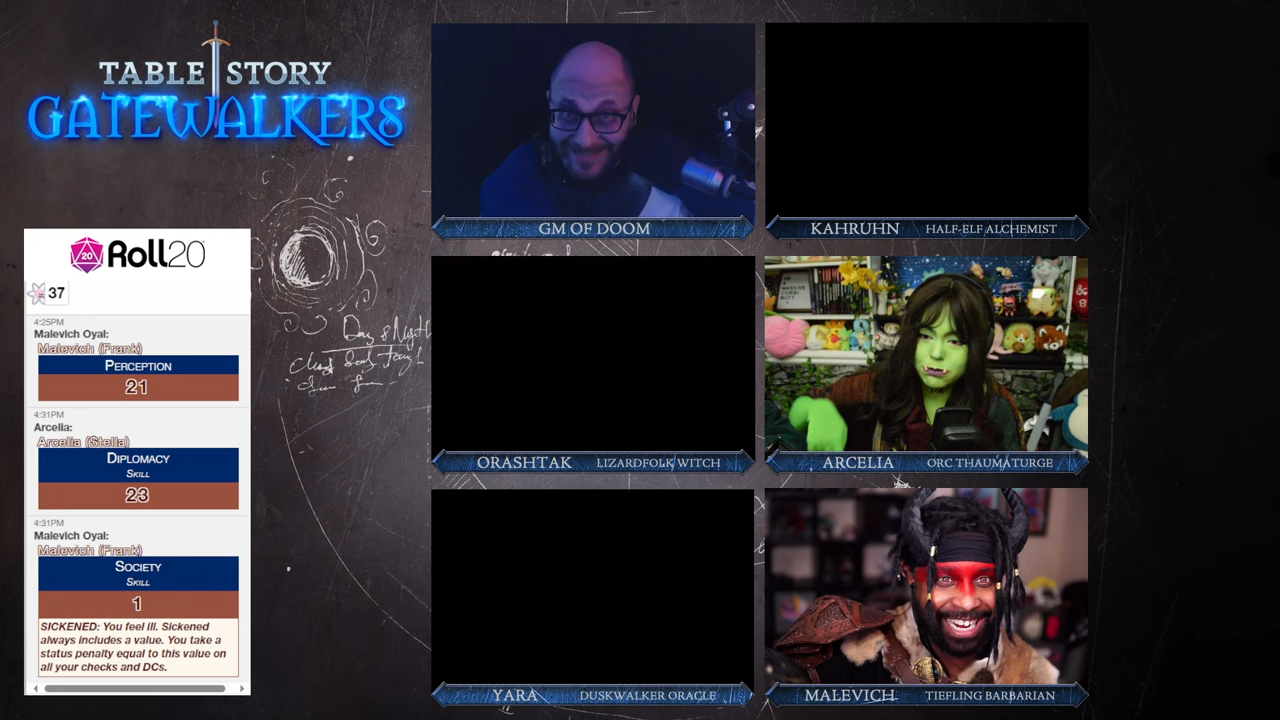 TABLE STORY
GATEWALKERS
GM OF DOOM
KAHRUHN HALF-ELF ALCHEMIST
Roll20
20
37
4:25PM
Malevich Oyal:
Malevich (Frank)
PERCEPTION
21
4:31PM
Arcelia:
Arcelia (Stella)
DIPLOMACY
SKILL
23
4:31PM
Malevich Oyal:
Malevich (Frank)
SOCIETY
SKILL
1
SICKENED: You feel ill. Sickened
always includes a value. You take a
status penalty equal to this value on
all your checks and DCs.
ORASHTAK LIZARDFOLK WITCH
A MASSIVE
BUTT
ARCELIA ORC THAUMATURGE
YARA DUSKWALKER ORACLE
MALEVICH TIEFLING BARBARIAN